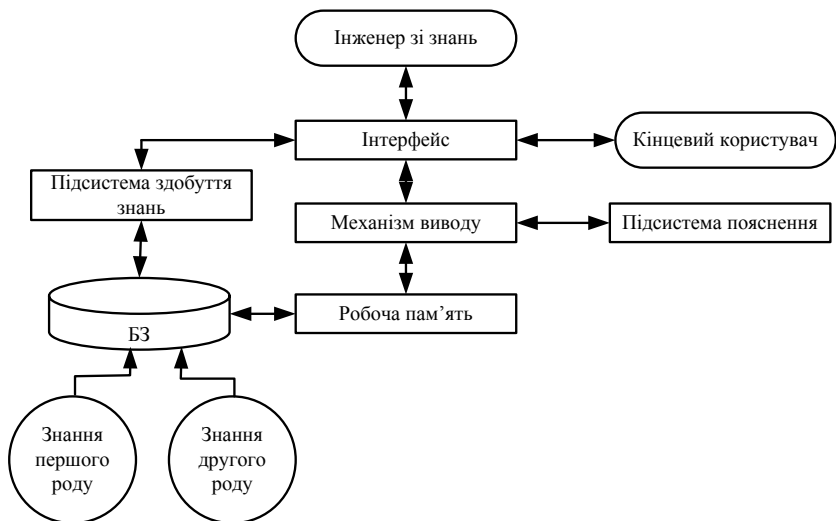 Інженер зі знань
Інтерфейс
Кінцевий користувач
Підсистема здобуття
знань
Механізм виводу
Підсистема пояснення
БЗ
Робоча пам’ять
Знання
першого
роду
Знання
другого
роду